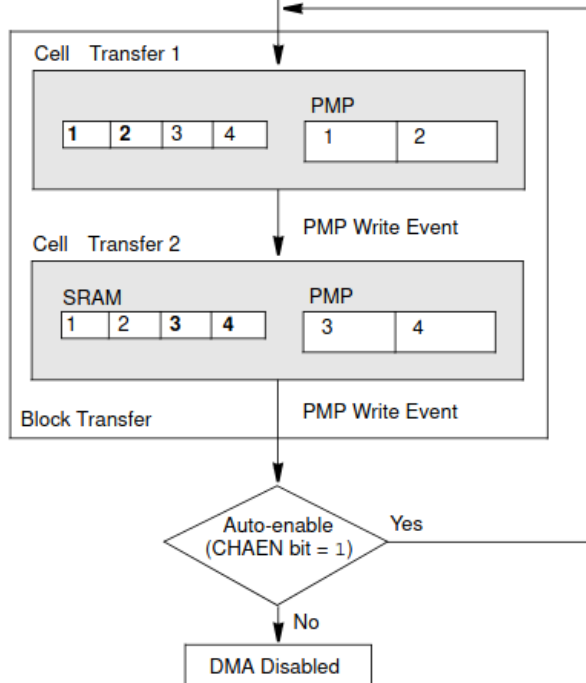 Cell Transfer 1
PMP
1 2 3 4
1 2
PMP Write Event
Cell Transfer 2
SRAM
PMP
1 2 3 4
3 4
PMP Write Event
Block Transfer
Auto-enable
(CHAEN bit = 1)
Yes
No
DMA Disabled